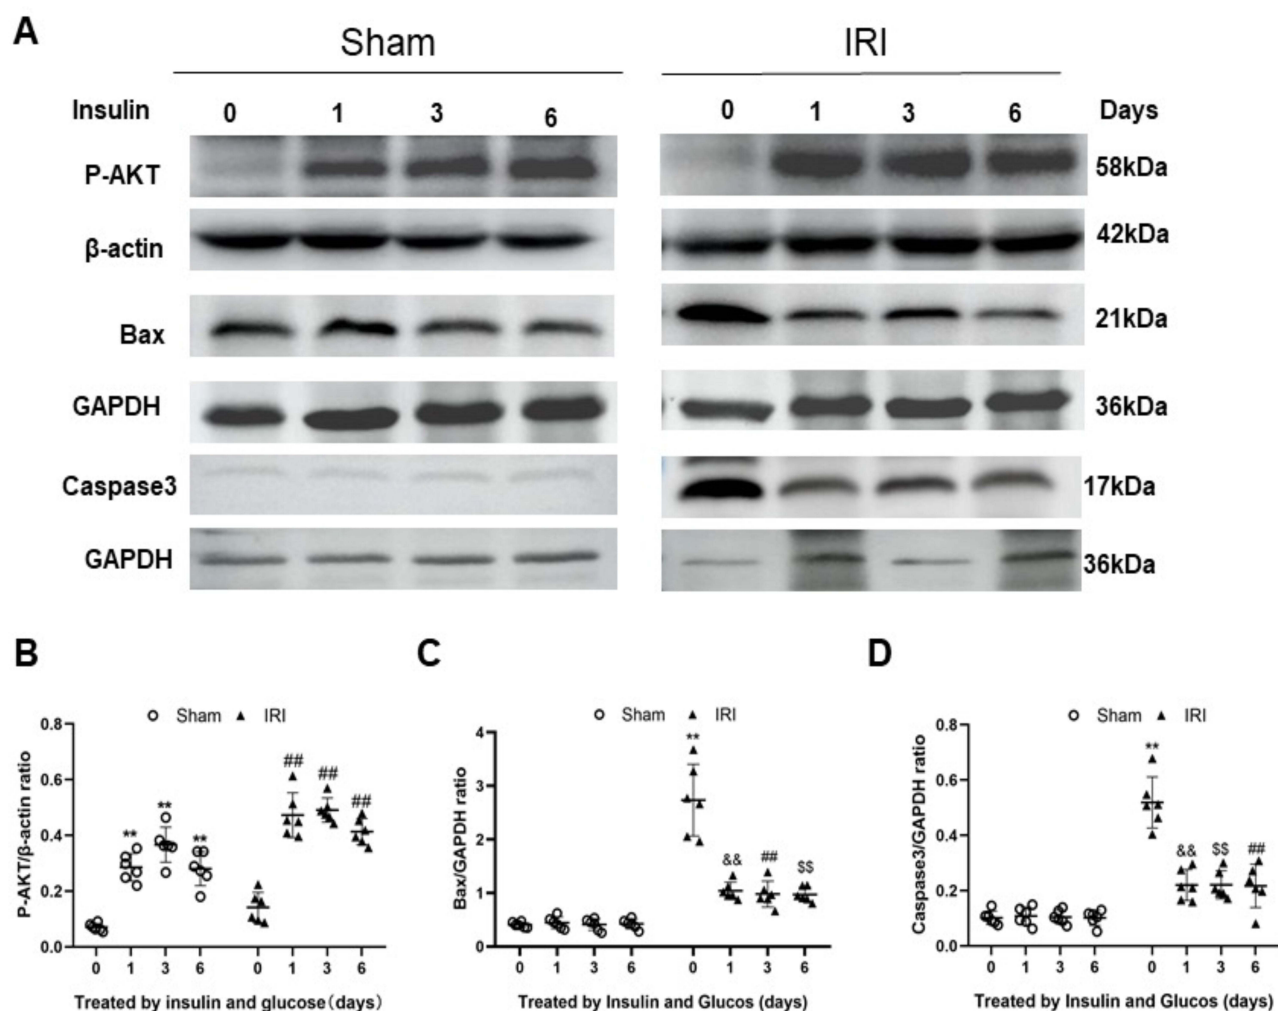 A
Sham IRI
Insulin 0 1 3 6 0 1 3 6 Days
P-AKT 58kDa
β-actin 42kDa
Bax 21kDa
GAPDH 36kDa
Caspase3 17kDa
GAPDH 36kDa
B
Sham IRI
P-AKT/β-actin ratio
0.8
0.6
0.4
0.2
0.0
** ** ** ## ## ##
0 1 3 6 0 1 3 6
Treated by insulin and glucose(days)
C
Sham IRI
Bax/GAPDH ratio
4
3
2
1
0
** && ## $$
0 1 3 6 0 1 3 6
Treated by Insulin and Glucos (days)
D
Sham IRI
Caspase3/GAPDH ratio
0.8
0.6
0.4
0.2
0.0
** && $$ ##
0 1 3 6 0 1 3 6
Treated by Insulin and Glucos (days)